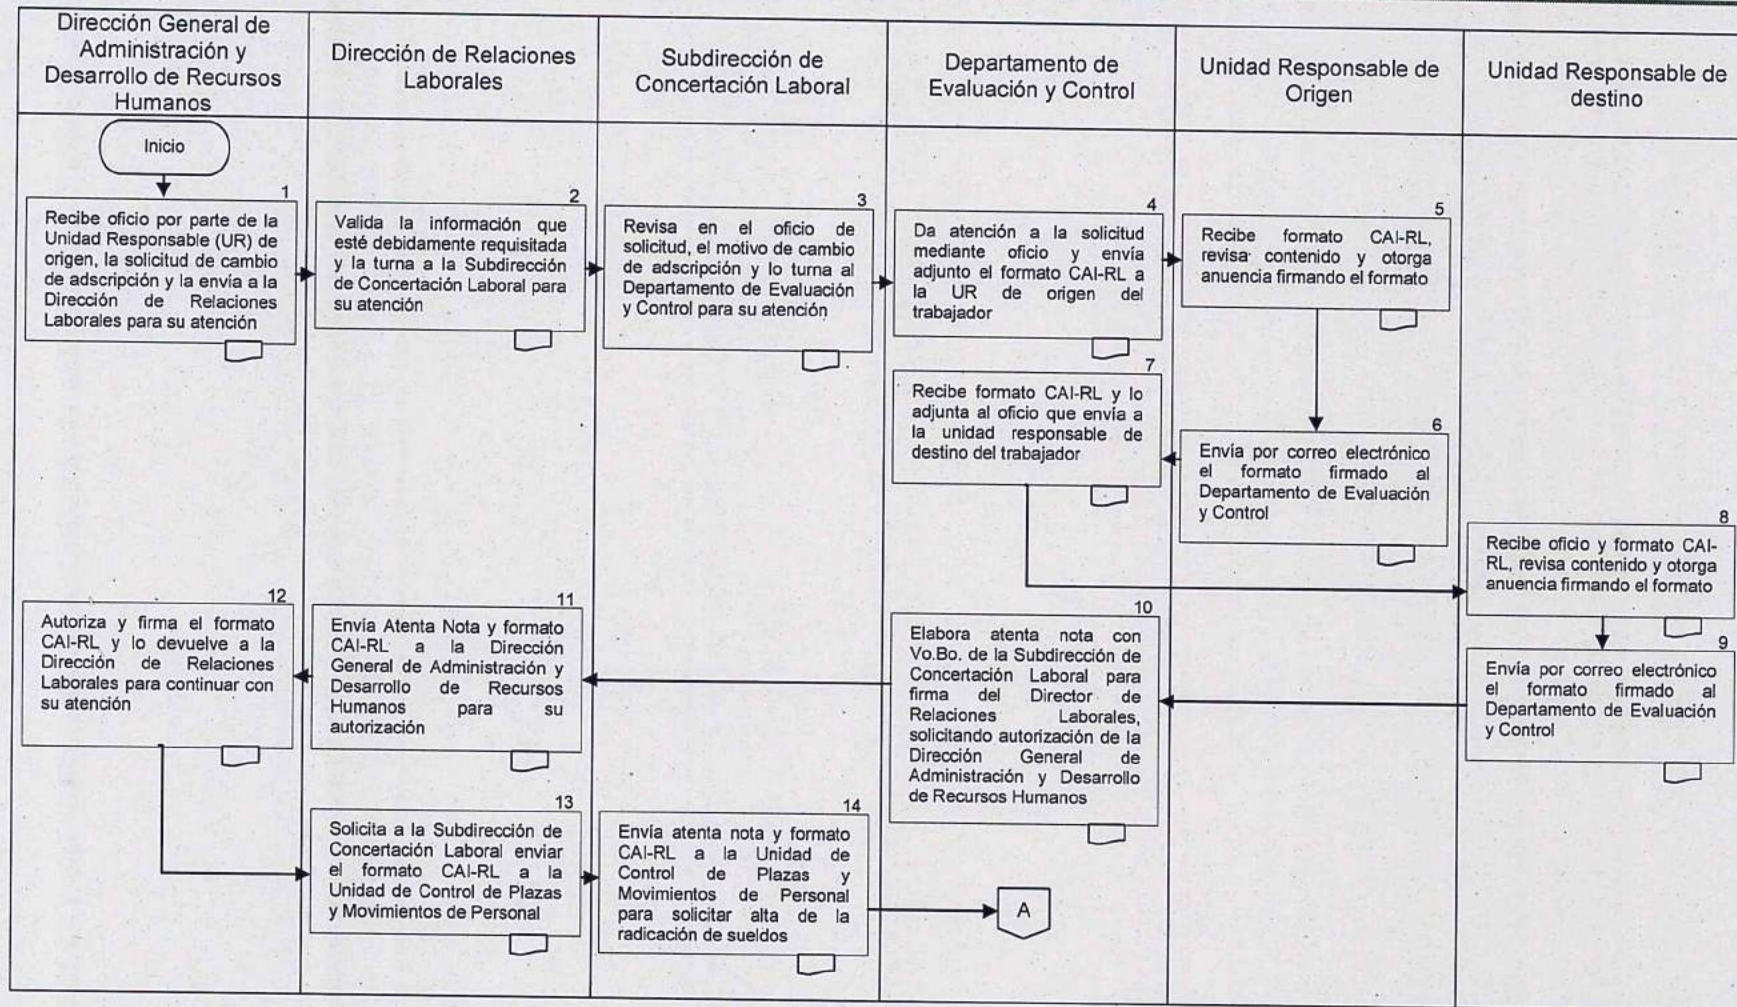 Dirección General de
Administración y
Desarrollo de Recursos
Humanos
Dirección de Relaciones
Laborales
Subdirección de
Concertación Laboral
Departamento de
Evaluación y Control
Unidad Responsable de
Origen
Unidad Responsable de
destino
Inicio
1
Recibe oficio por parte de la
Unidad Responsable (UR) de
origen, la solicitud de cambio
de adscripción y la envía a la
Dirección de Relaciones
Laborales para su atención
2
Valida la información que
esté debidamente requisitada
y la turna a la Subdirección
de Concertación Laboral para
su atención
3
Revisa en el oficio de
solicitud, el motivo de cambio
de adscripción y lo turna al
Departamento de Evaluación
y Control para su atención
4
Da atención a la solicitud
mediante oficio y envía
adjunto el formato CAI-RL a
la UR de origen del
trabajador
5
Recibe formato CAI-RL,
revisa contenido y otorga
anuencia firmando el formato
6
Envía por correo electrónico
el formato firmado al
Departamento de Evaluación
y Control
7
Recibe formato CAI-RL y lo
adjunta al oficio que envía a
la unidad responsable de
destino del trabajador
8
Recibe oficio y formato CAI-
RL, revisa contenido y otorga
anuencia firmando el formato
9
Envía por correo electrónico
el formato firmado al
Departamento de Evaluación
y Control
10
Elabora atenta nota con
Vo.Bo. de la Subdirección de
Concertación Laboral para
firma del Director de
Relaciones Laborales,
solicitando autorización de la
Dirección General de
Administración y Desarrollo
de Recursos Humanos
11
Envía Atenta Nota y formato
CAI-RL a la Dirección
General de Administración y
Desarrollo de Recursos
Humanos para su
autorización
12
Autoriza y firma el formato
CAI-RL y lo devuelve a la
Dirección de Relaciones
Laborales para continuar con
su atención
13
Solicita a la Subdirección de
Concertación Laboral enviar
el formato CAI-RL a la
Unidad de Control de Plazas
y Movimientos de Personal
14
Envía atenta nota y formato
CAI-RL a la Unidad de
Control de Plazas y
Movimientos de Personal
para solicitar alta de la
radicación de sueldos
A